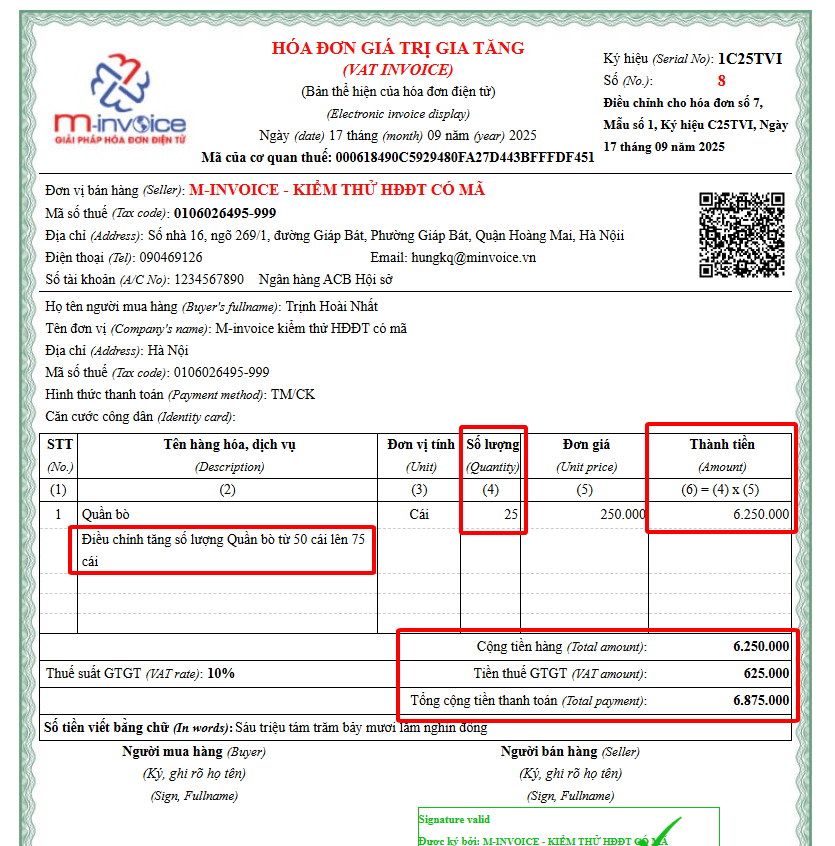 HÓA ĐƠN GIÁ TRỊ GIA TĂNG
(VAT INVOICE)
(Bản thể hiện của hóa đơn điện tử)
(Electronic invoice display)
Ngày (date) 17 tháng (month) 09 năm (year) 2025
Mã của cơ quan thuế: 000618490C5929480FA27D443BFFFDF451
M-invoice
GIẢI PHÁP HÓA ĐƠN ĐIỆN TỬ
Ký hiệu (Serial No): 1C25TVI
Số (No.): 8
Điều chỉnh cho hóa đơn số 7,
Mẫu số 1, Ký hiệu C25TVI, Ngày
17 tháng 09 năm 2025
Đơn vị bán hàng (Seller): M-INVOICE - KIỂM THỬ HĐĐT CÓ MÃ
Mã số thuế (Tax code): 0106026495-999
Địa chỉ (Address): Số nhà 16, ngõ 269/1, đường Giáp Bát, Phường Giáp Bát, Quận Hoàng Mai, Hà Nộii
Điện thoại (Tel): 090469126 Email: hungkq@minvoice.vn
Số tài khoản (A/C No): 1234567890 Ngân hàng ACB Hội sở
Họ tên người mua hàng (Buyer's fullname): Trịnh Hoài Nhất
Tên đơn vị (Company's name): M-invoice kiểm thử HĐĐT có mã
Địa chỉ (Address): Hà Nội
Mã số thuế (Tax code): 0106026495-999
Hình thức thanh toán (Payment method): TM/CK
Căn cước công dân (Identity card):
STT Tên hàng hóa, dịch vụ Đơn vị tính Số lượng Đơn giá Thành tiền
(No.) (Description) (Unit) (Quantity) (Unit price) (Amount)
(1) (2) (3) (4) (5) (6) = (4) x (5)
1 Quần bò Cái 25 250.000 6.250.000
Điều chỉnh tăng số lượng Quần bò từ 50 cái lên 75
cái
Cộng tiền hàng (Total amount): 6.250.000
Thuế suất GTGT (VAT rate): 10% Tiền thuế GTGT (VAT amount): 625.000
Tổng cộng tiền thanh toán (Total payment): 6.875.000
Số tiền viết bằng chữ (In words): Sáu triệu tám trăm bảy mươi lăm nghìn đồng
Người mua hàng (Buyer) Người bán hàng (Seller)
(Ký, ghi rõ họ tên) (Ký, ghi rõ họ tên)
(Sign, Fullname) (Sign, Fullname)
Signature valid
Được ký bởi: M-INVOICE - KIỂM THỬ HĐĐT CÓ MÃ